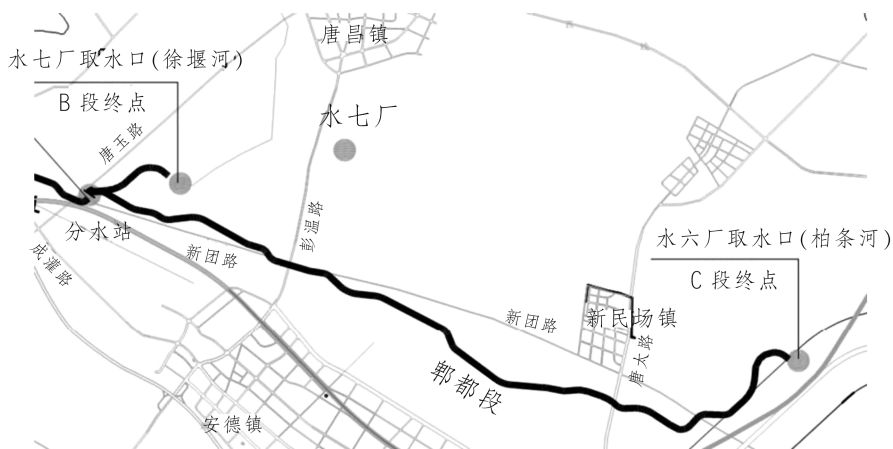 唐昌镇
水七厂取水口(徐堰河)
B段终点
水七厂
唐玉路
彭温路
分水站
水六厂取水口(柏条河)
新团路
成灌路
C段终点
新团路
新民场镇
唐太路
郫都段
安德镇